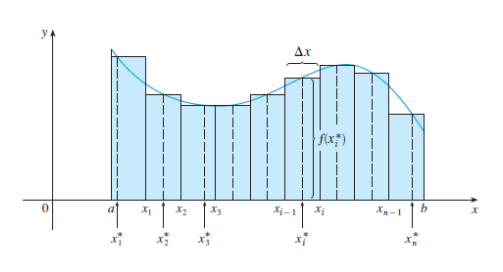 y
Δx
f(xᵢ*)
0 a x₁ x₂ x₃ xᵢ₋₁ xᵢ xₙ₋₁ b x
x₁* x₂* x₃* xᵢ* xₙ*